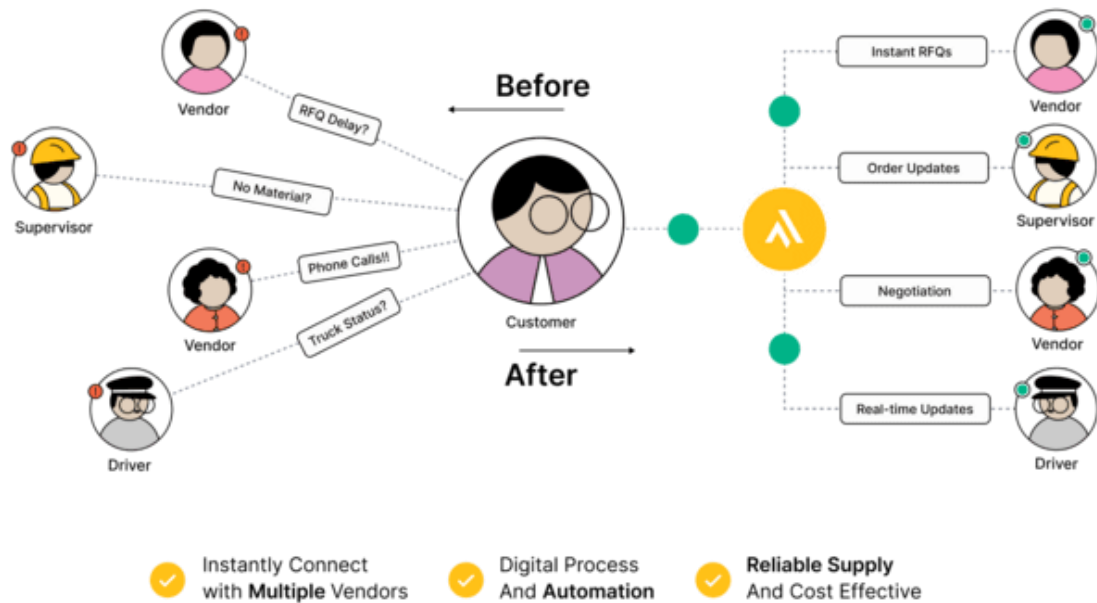 Before
Vendor
RFQ Delay?
Supervisor
No Material?
Vendor
Phone Calls!!
Driver
Truck Status?
Customer
After
Instant RFQs
Vendor
Order Updates
Supervisor
Negotiation
Vendor
Real-time Updates
Driver
Instantly Connect
with Multiple Vendors
Digital Process
And Automation
Reliable Supply
And Cost Effective